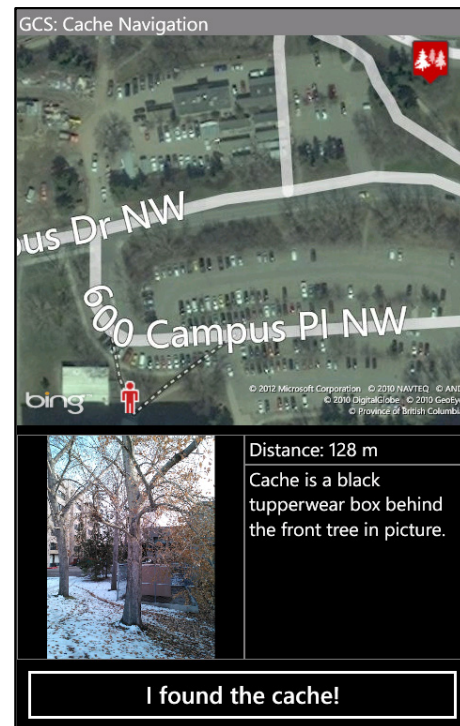 GCS: Cache Navigation
pus Dr NW
600 Campus Pl NW
© 2012 Microsoft Corporation © 2010 NAVTEQ © AND
© 2010 DigitalGlobe © 2010 GeoEye
© Province of British Columbia
bing
Distance: 128 m
Cache is a black
tupperwear box behind
the front tree in picture.
I found the cache!